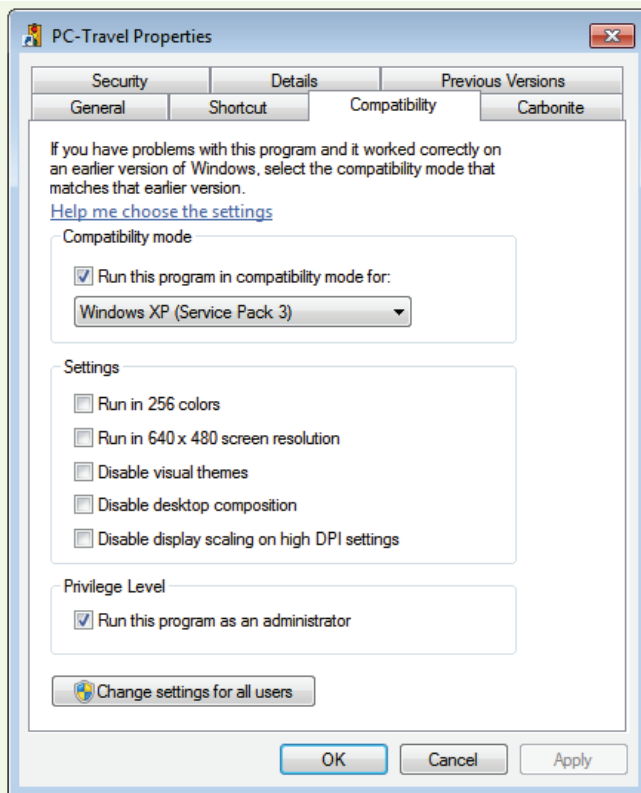 PC-Travel Properties
Security Details Previous Versions
General Shortcut Compatibility Carbonite
If you have problems with this program and it worked correctly on
an earlier version of Windows, select the compatibility mode that
matches that earlier version.
Help me choose the settings
Compatibility mode
Run this program in compatibility mode for:
Windows XP (Service Pack 3)
Settings
Run in 256 colors
Run in 640 x 480 screen resolution
Disable visual themes
Disable desktop composition
Disable display scaling on high DPI settings
Privilege Level
Run this program as an administrator
Change settings for all users
OK Cancel Apply